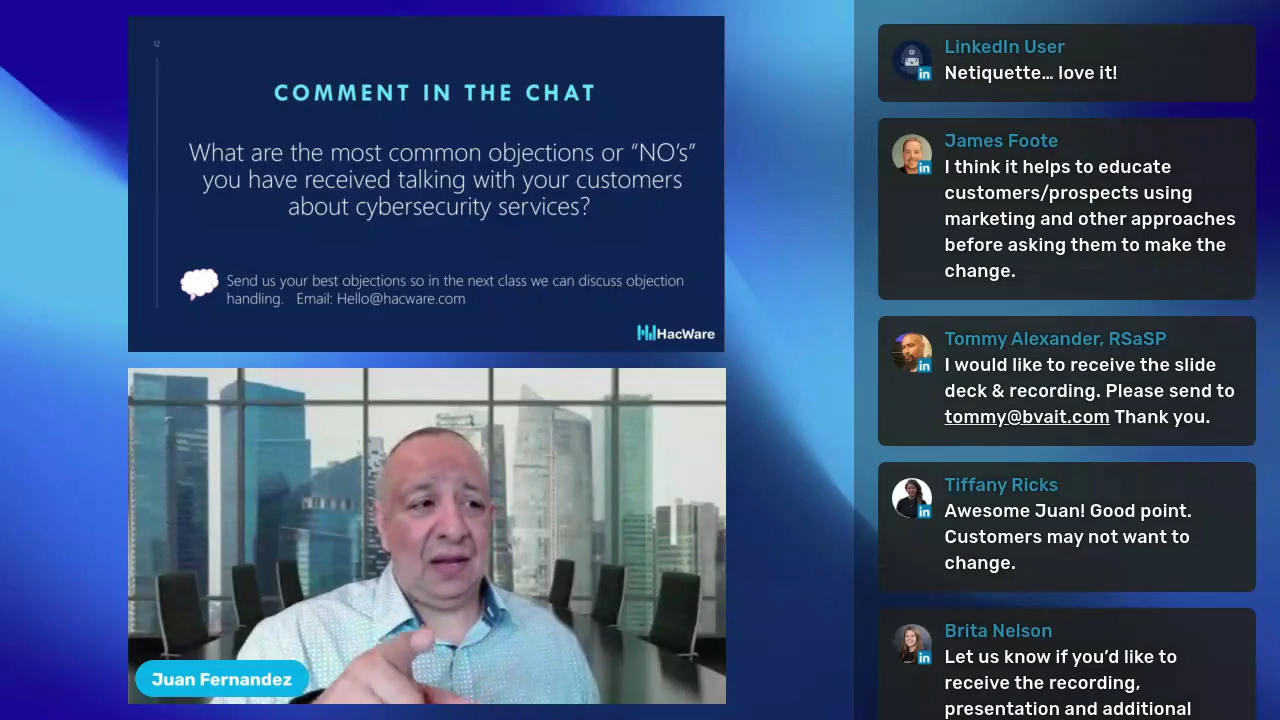 12
COMMENT IN THE CHAT
What are the most common objections or “NO’s”
you have received talking with your customers
about cybersecurity services?
Send us your best objections so in the next class we can discuss objection
handling. Email: Hello@hacware.com
HacWare
Juan Fernandez
LinkedIn User
Netiquette... love it!
James Foote
I think it helps to educate
customers/prospects using
marketing and other approaches
before asking them to make the
change.
Tommy Alexander, RSaSP
I would like to receive the slide
deck & recording. Please send to
tommy@bvait.com Thank you.
Tiffany Ricks
Awesome Juan! Good point.
Customers may not want to
change.
Brita Nelson
Let us know if you’d like to
receive the recording,
presentation and additional